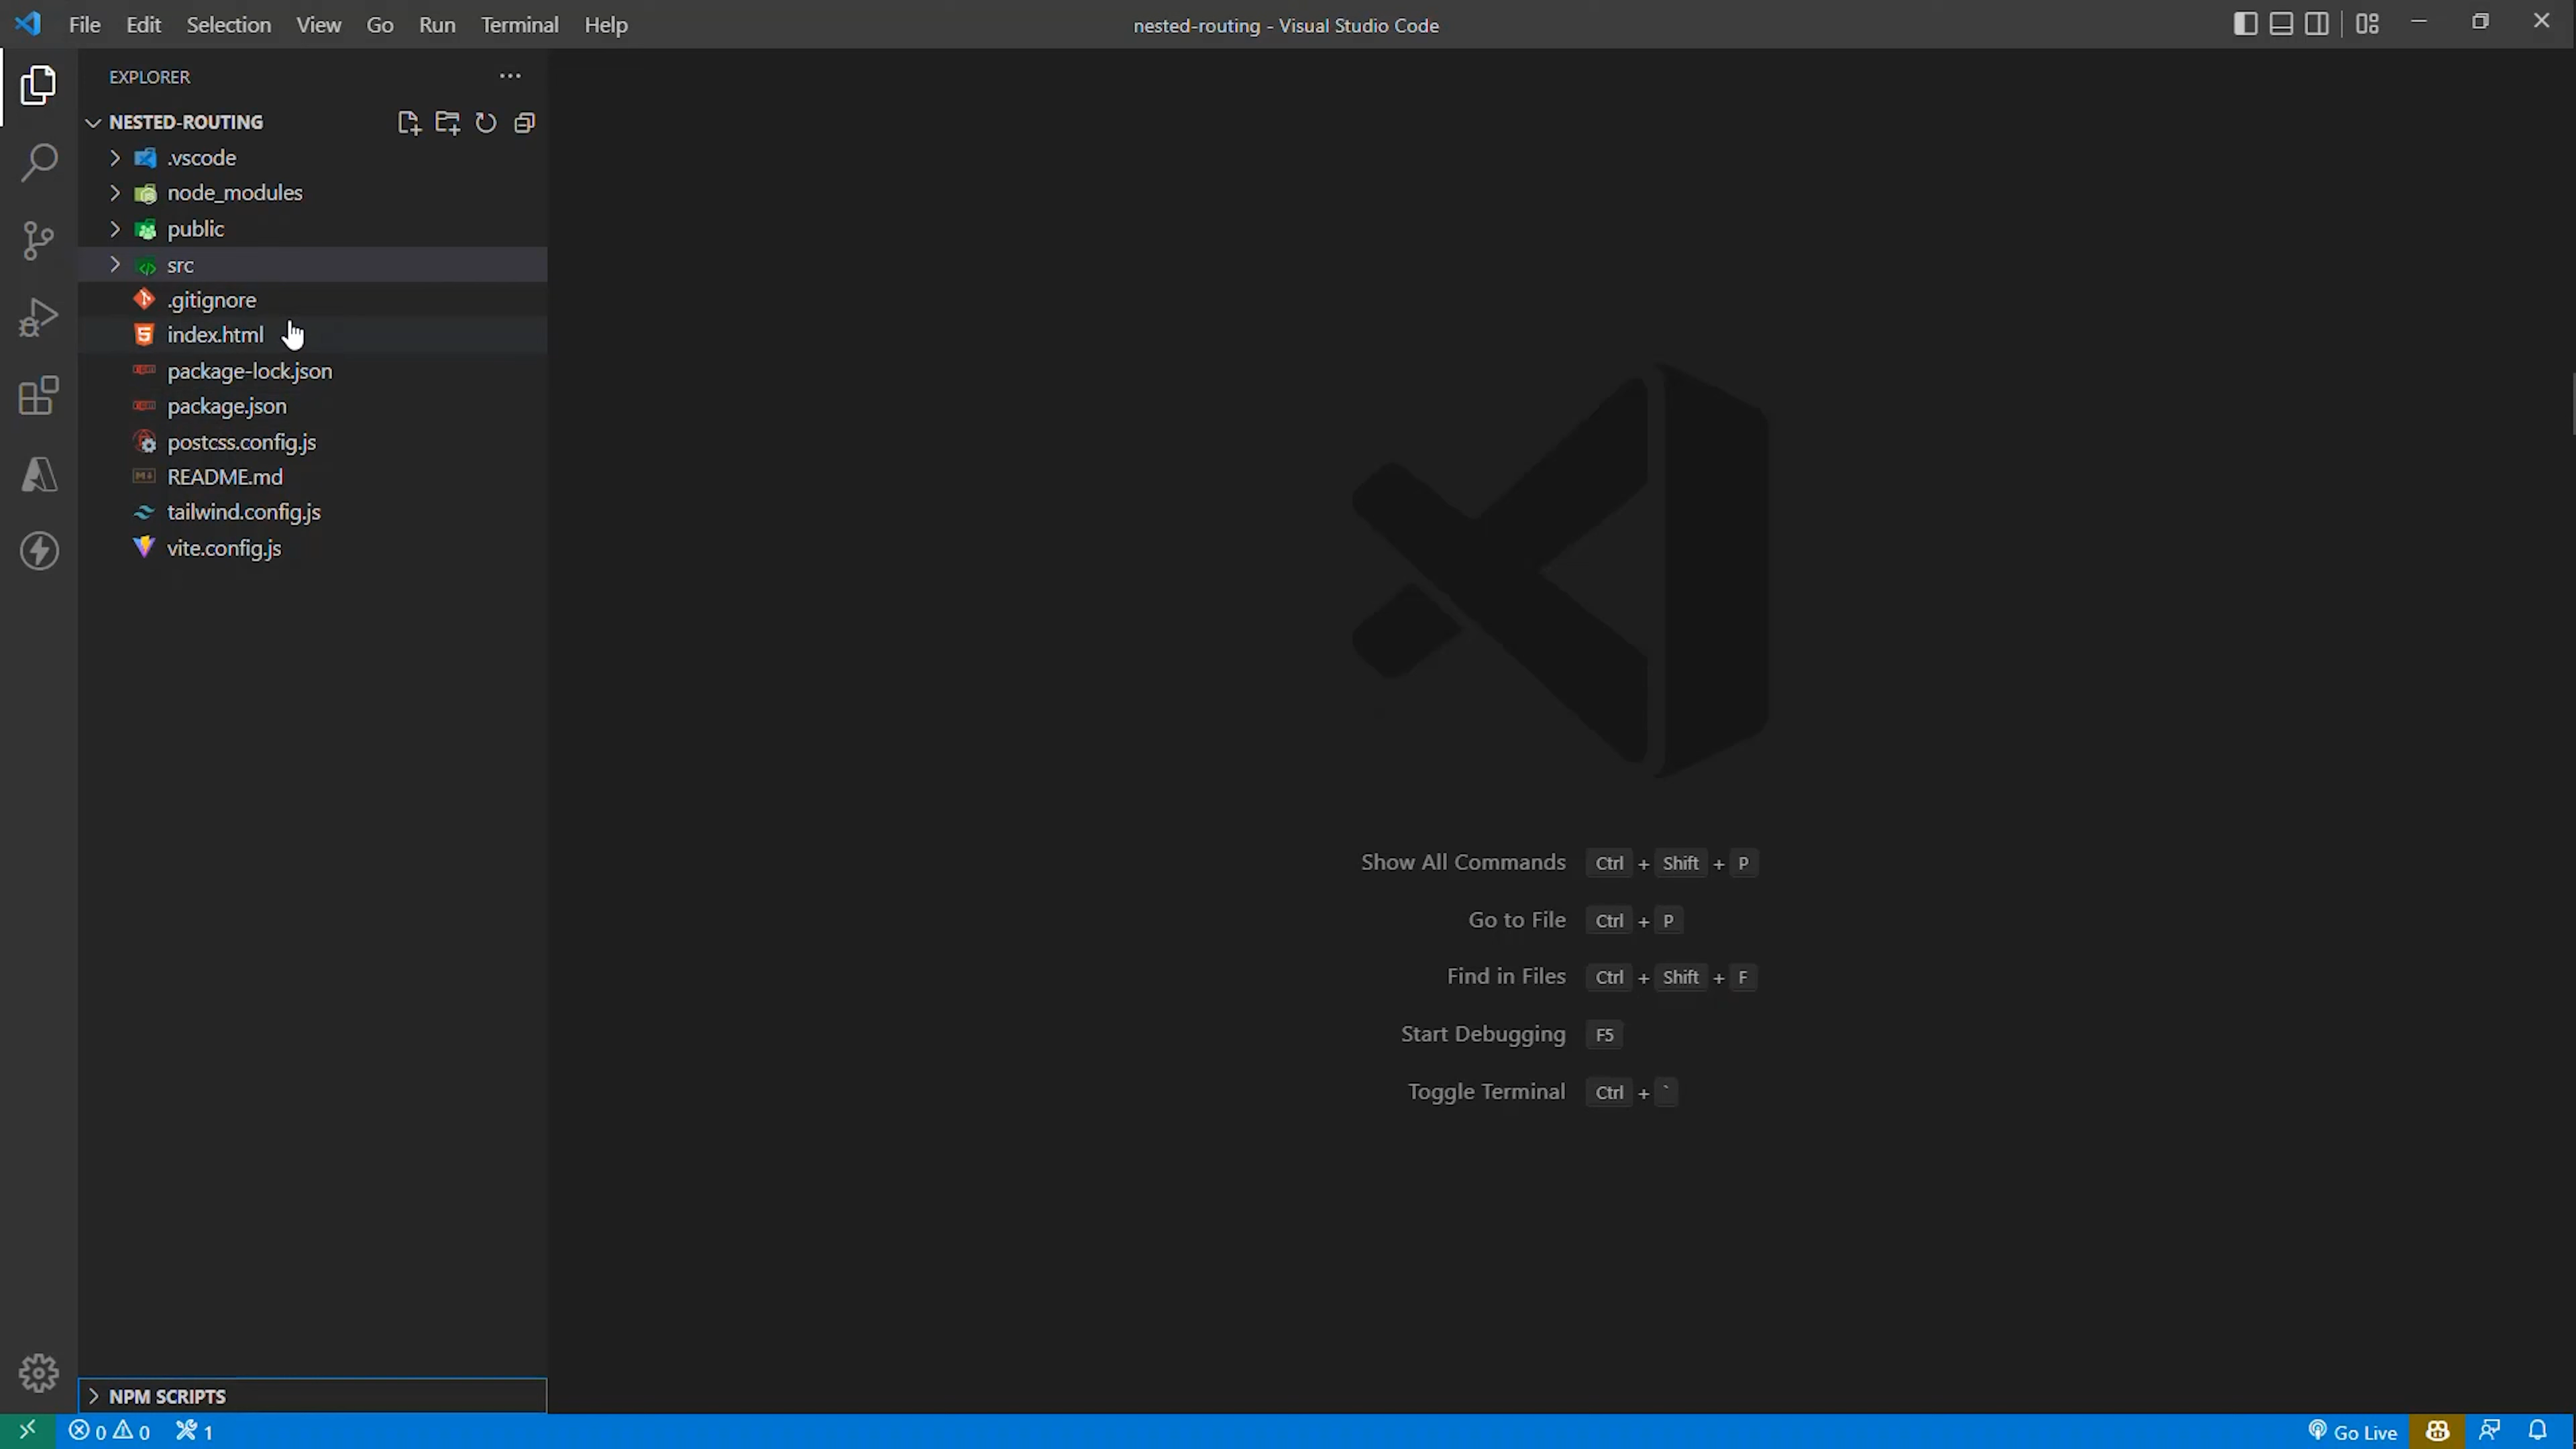 File Edit Selection View Go Run Terminal Help
nested-routing - Visual Studio Code
EXPLORER
NESTED-ROUTING
.vscode
node_modules
public
src
.gitignore
index.html
package-lock.json
package.json
postcss.config.js
README.md
tailwind.config.js
vite.config.js
Show All Commands Ctrl + Shift + P
Go to File Ctrl + P
Find in Files Ctrl + Shift + F
Start Debugging F5
Toggle Terminal Ctrl + `
NPM SCRIPTS
0 0 1
Go Live